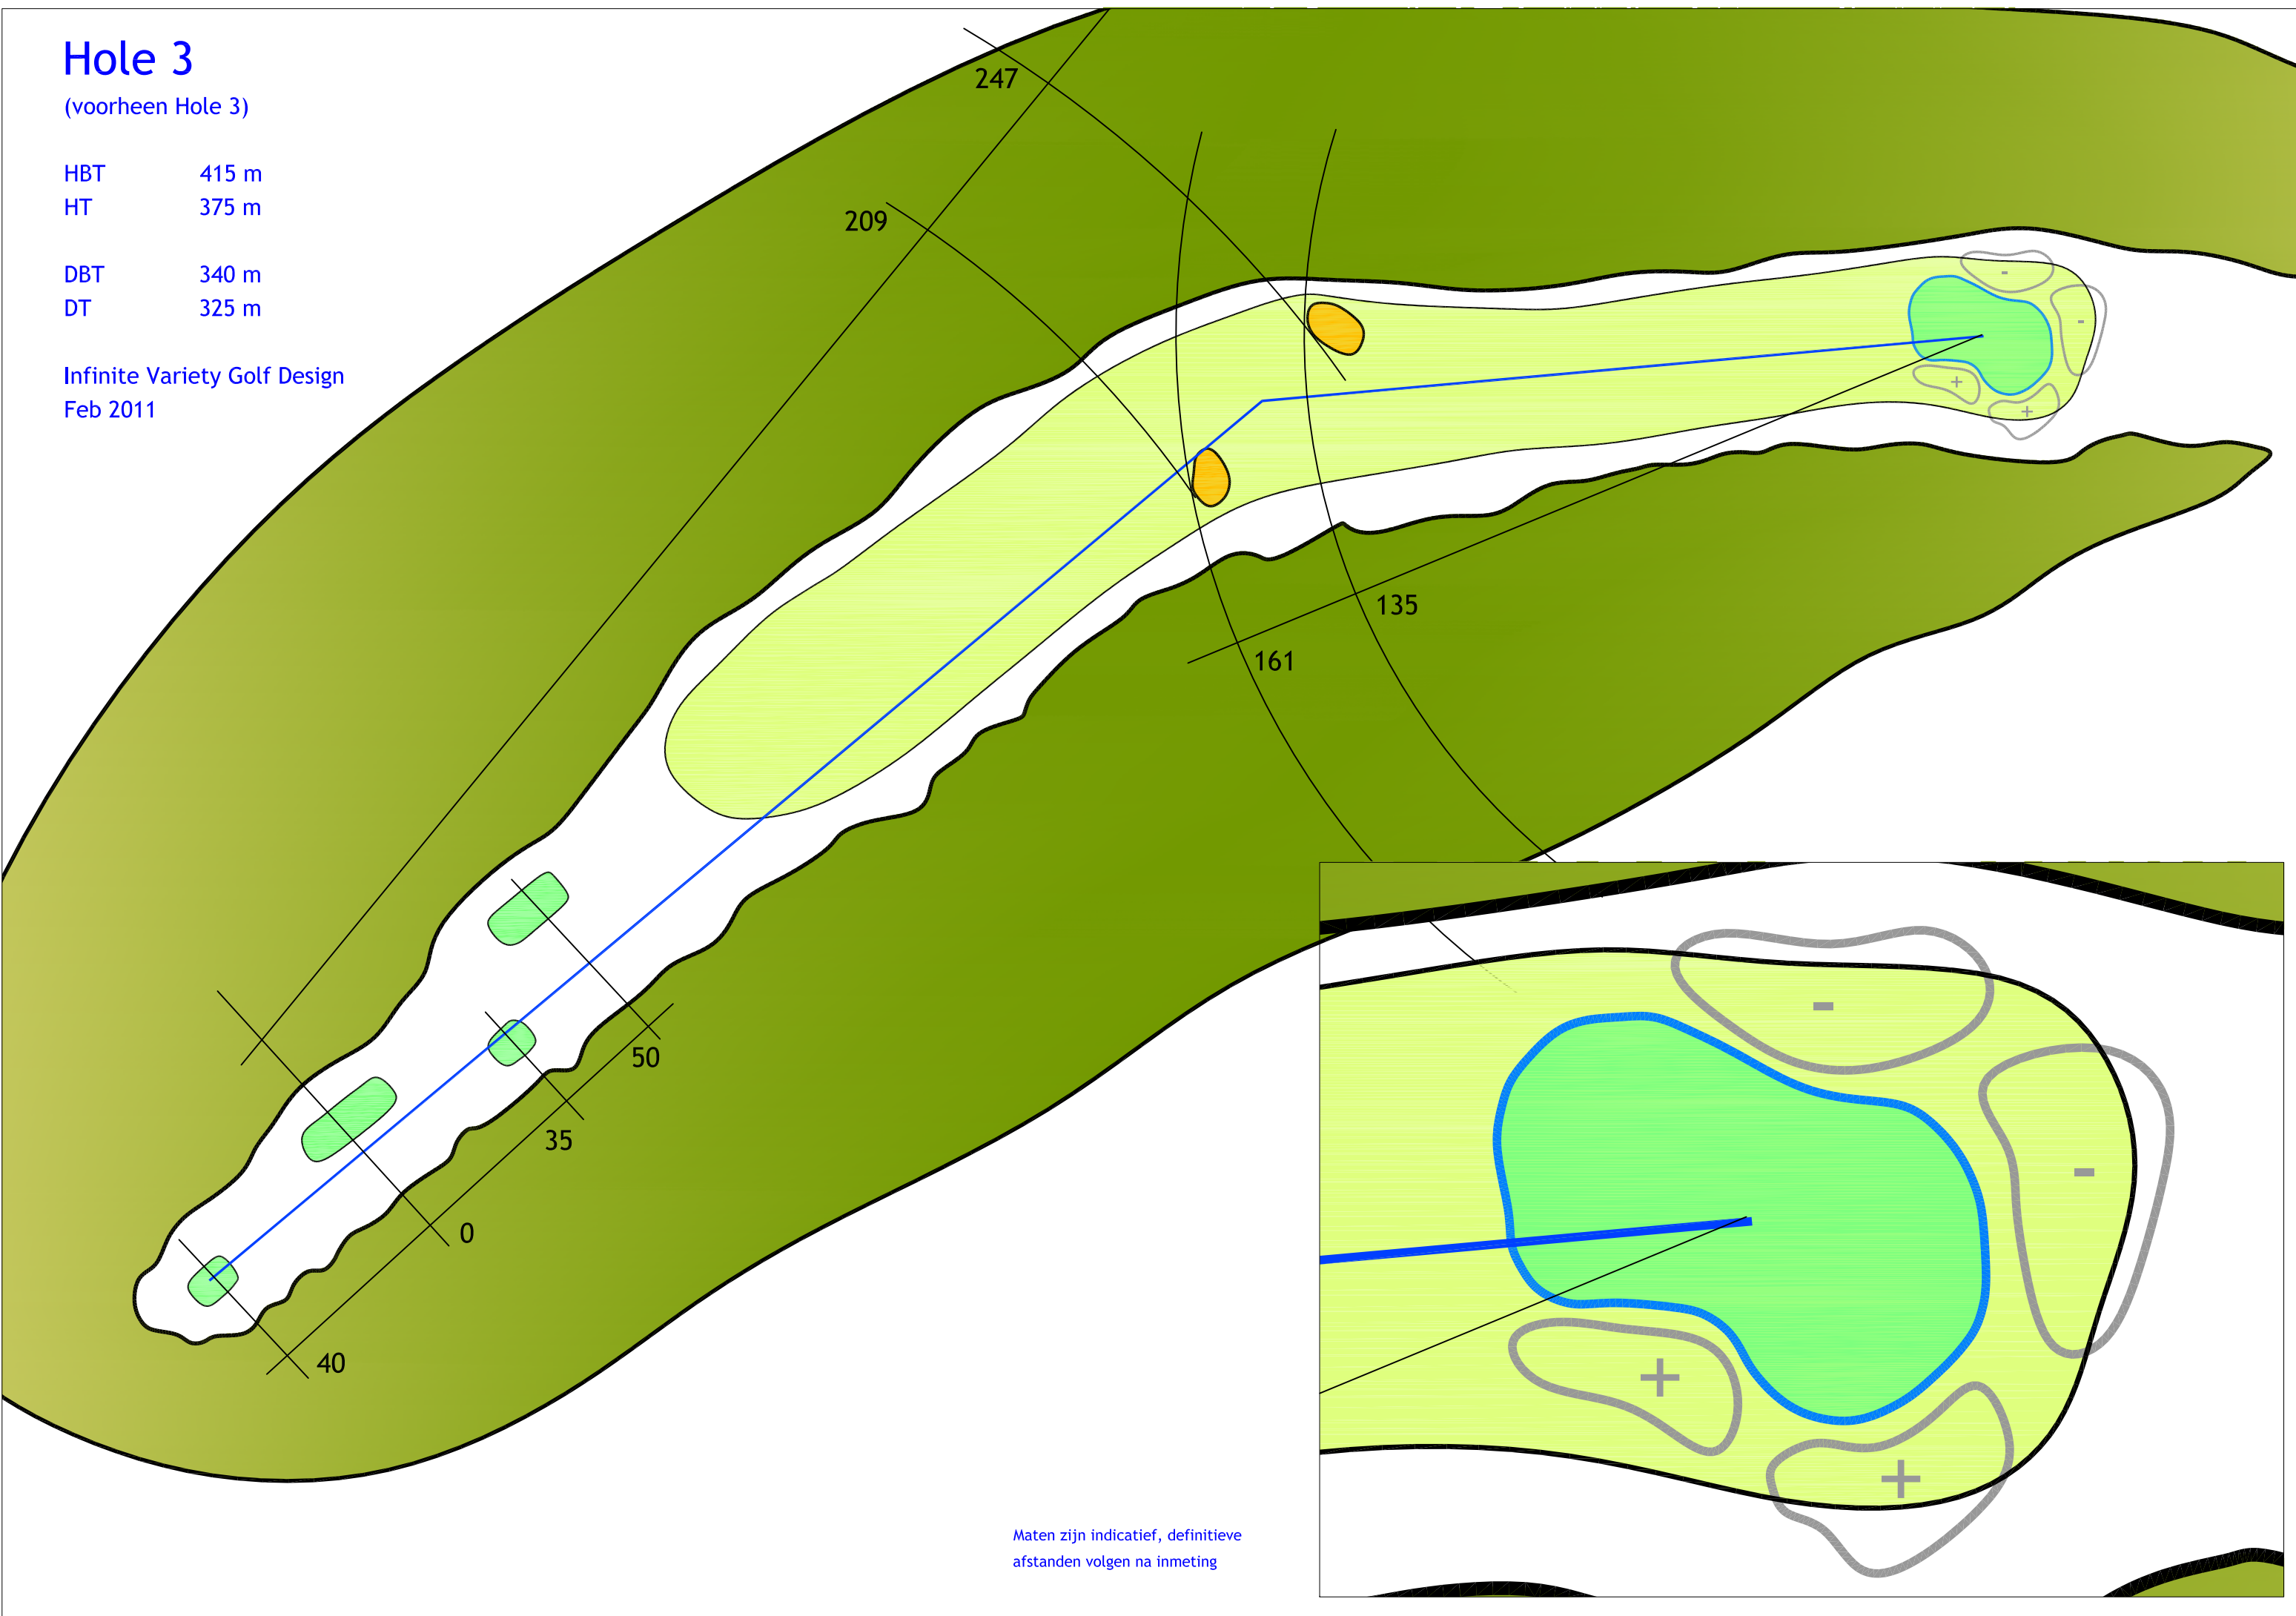 Hole 3
(voorheen Hole 3)
HBT 415 m
HT 375 m
DBT 340 m
DT 325 m
Infinite Variety Golf Design
Feb 2011
247
209
135
161
50
35
0
40
-
-
+
+
-
-
+
+
Maten zijn indicatief, definitieve
afstanden volgen na inmeting